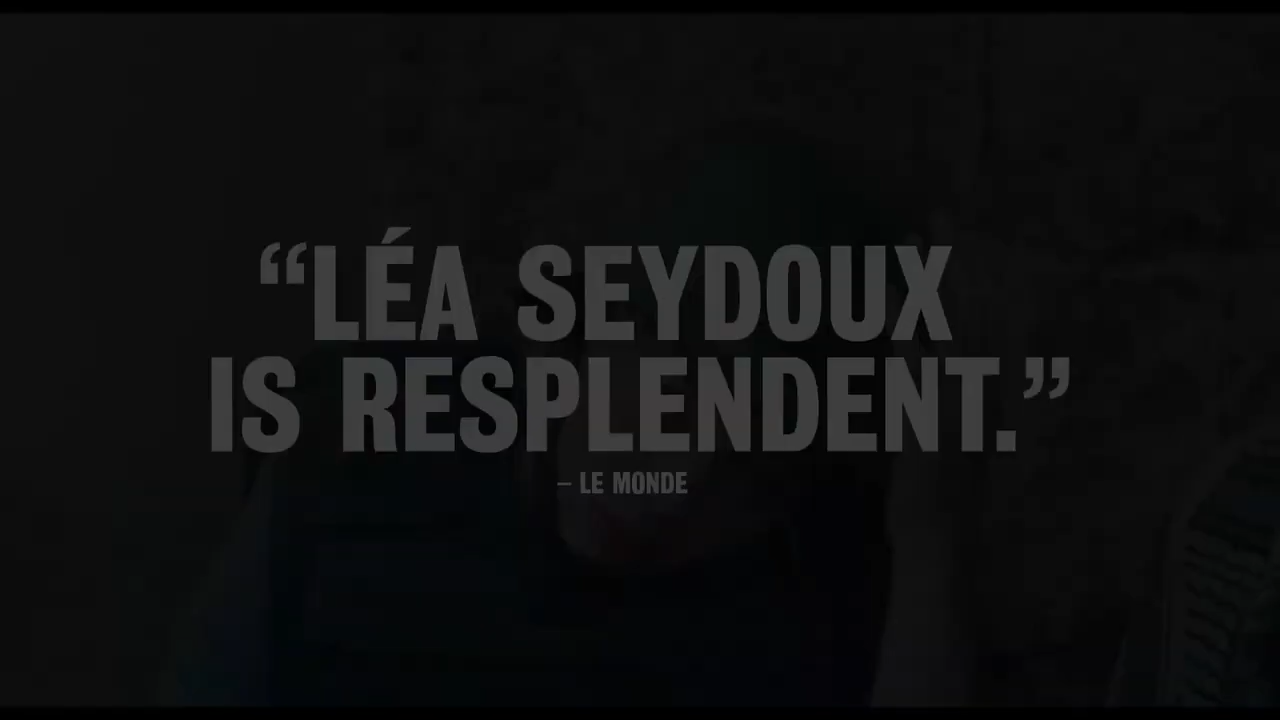 “LÉA SEYDOUX
IS RESPLENDENT.”
– LE MONDE